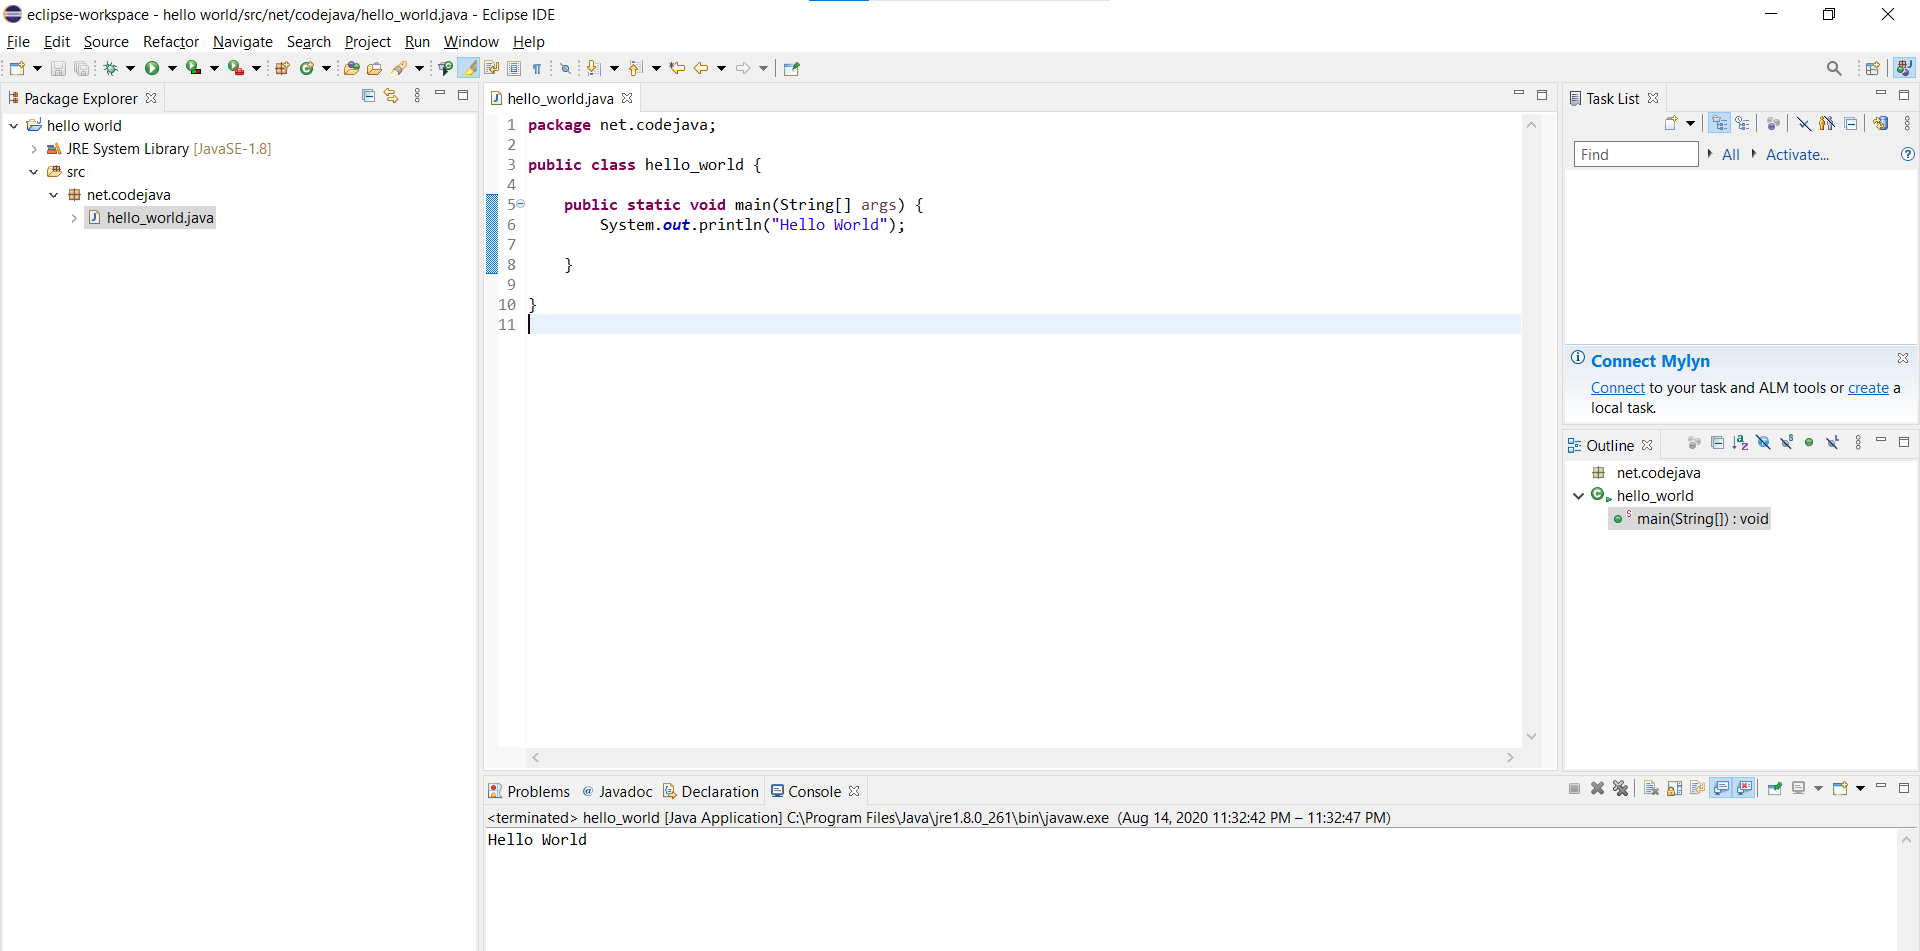 eclipse-workspace - hello world/src/net/codejava/hello_world.java - Eclipse IDE
File Edit Source Refactor Navigate Search Project Run Window Help
Package Explorer
hello world
JRE System Library [JavaSE-1.8]
src
net.codejava
hello_world.java
hello_world.java
1 package net.codejava;
2
3 public class hello_world {
4
5 public static void main(String[] args) {
6 System.out.println("Hello World");
7
8 }
9
10 }
11
Task List
Find All Activate...
Connect Mylyn
Connect to your task and ALM tools or create a
local task.
Outline
net.codejava
hello_world
main(String[]) : void
Problems @ Javadoc Declaration Console
<terminated> hello_world [Java Application] C:\Program Files\Java\jre1.8.0_261\bin\javaw.exe (Aug 14, 2020 11:32:42 PM – 11:32:47 PM)
Hello World